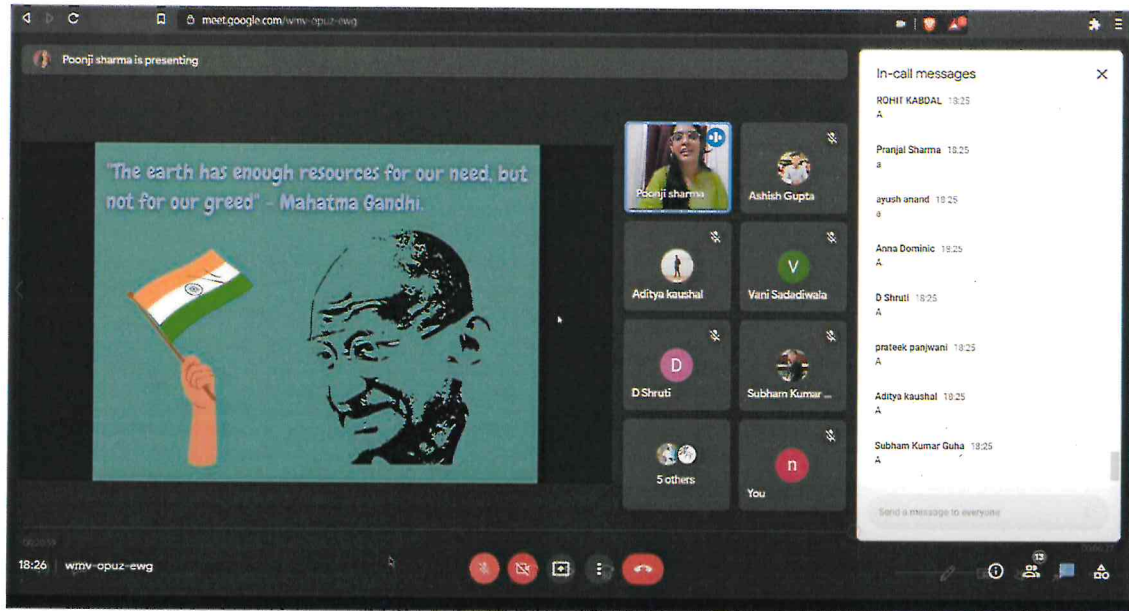 meet.google.com/wmv-opuz-ewg
Poonji sharma is presenting
"The earth has enough resources for our need, but
not for our greed" - Mahatma Gandhi.
Poonji sharma
Ashish Gupta
Aditya kaushal
V
Vani Sadadiwala
D
D Shruti
Subham Kumar ...
5 others
n
You
In-call messages
ROHIT KABDAL 18:25
A
Pranjal Sharma 18:25
a
ayush anand 18:25
a
Anna Dominic 18:25
A
D Shruti 18:25
A
prateek panjwani 18:25
A
Aditya kaushal 18:25
A
Subham Kumar Guha 18:25
A
Send a message to everyone
18:26 wmv-opuz-ewg
13